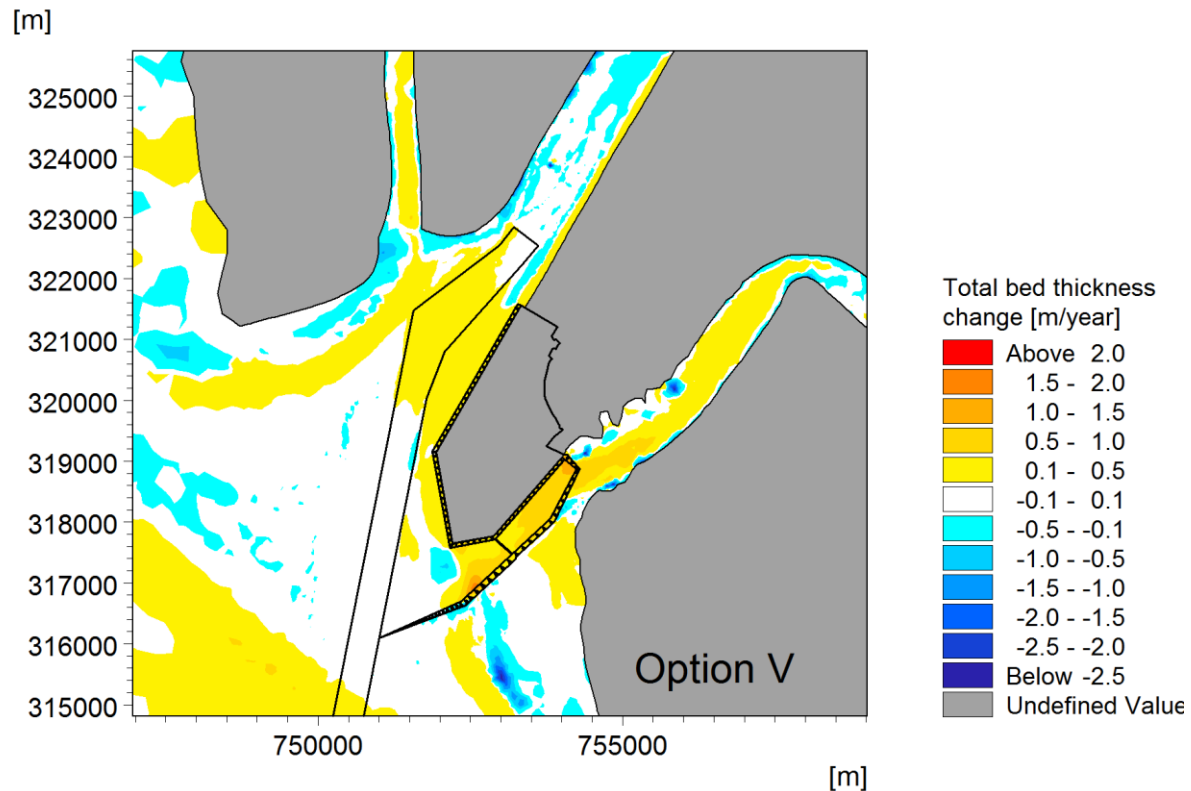 [m]
325000
324000
323000
322000
321000
320000
319000
318000
317000
316000
315000
750000
755000
[m]
Option V
Total bed thickness
change [m/year]
Above 2.0
1.5 - 2.0
1.0 - 1.5
0.5 - 1.0
0.1 - 0.5
-0.1 - 0.1
-0.5 - -0.1
-1.0 - -0.5
-1.5 - -1.0
-2.0 - -1.5
-2.5 - -2.0
Below -2.5
Undefined Value